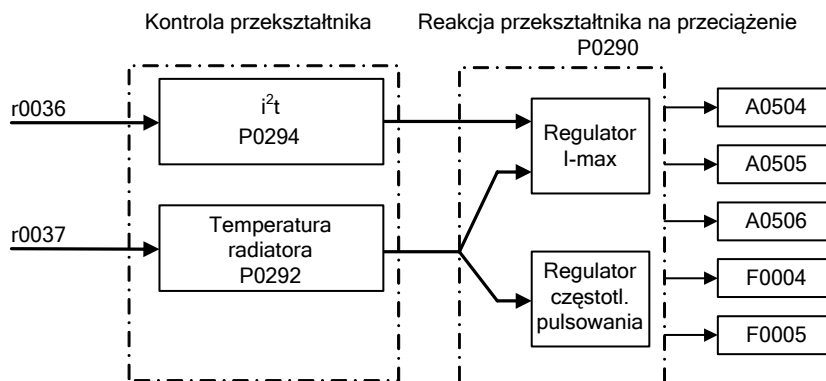 Kontrola przekształtnika
Reakcja przekształtnika na przeciążenie
P0290
r0036
i²t
P0294
Regulator
I-max
A0504
A0505
r0037
Temperatura
radiatora
P0292
A0506
Regulator
częstotl.
pulsowania
F0004
F0005